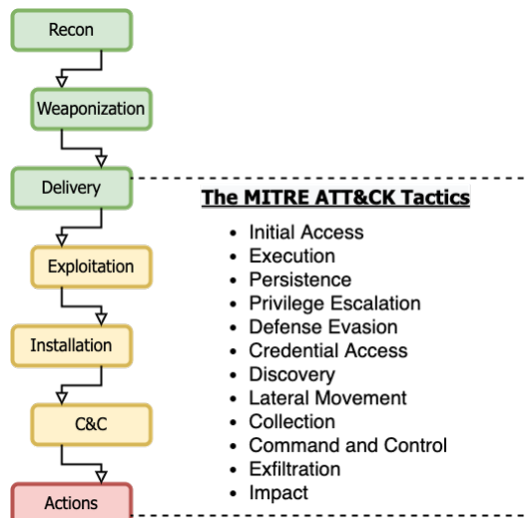 Recon
Weaponization
Delivery
The MITRE ATT&CK Tactics
• Initial Access
• Execution
Exploitation
• Persistence
• Privilege Escalation
• Defense Evasion
Installation
• Credential Access
• Discovery
• Lateral Movement
C&C
• Collection
• Command and Control
• Exfiltration
Actions
• Impact